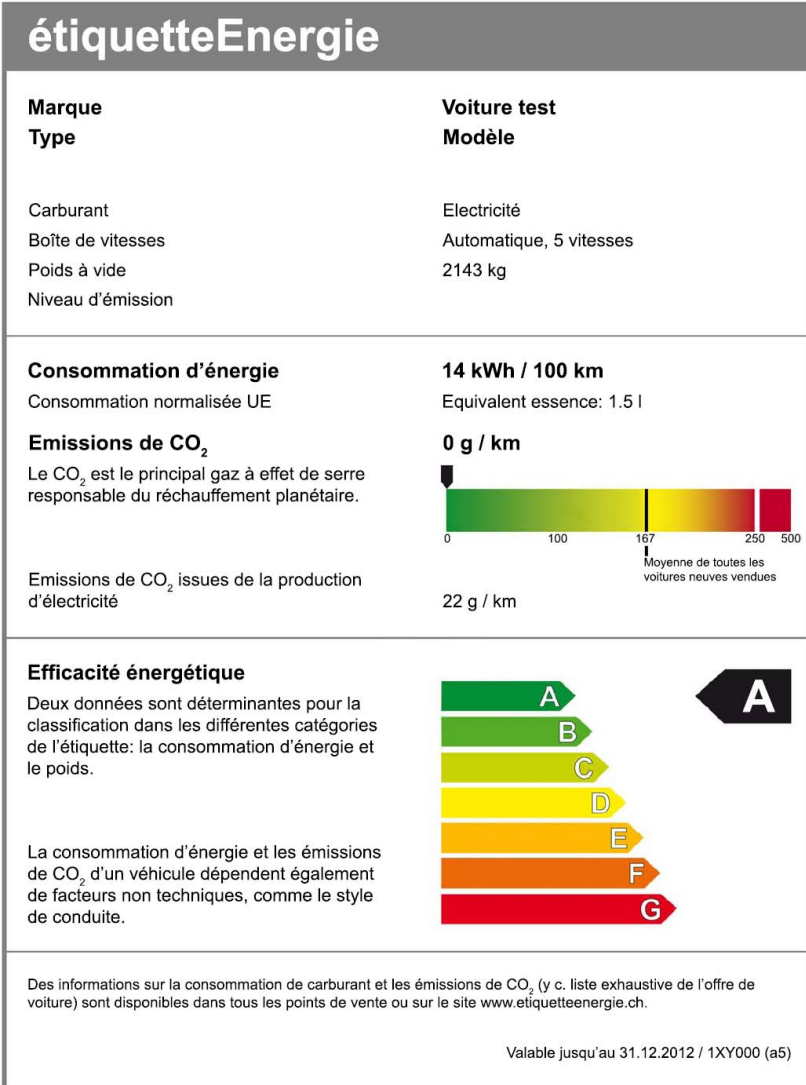 étiquetteEnergie
Marque Voiture test
Type Modèle
Carburant Electricité
Boîte de vitesses Automatique, 5 vitesses
Poids à vide 2143 kg
Niveau d'émission
Consommation d'énergie 14 kWh / 100 km
Consommation normalisée UE Equivalent essence: 1.5 l
Emissions de CO₂ 0 g / km
Le CO₂ est le principal gaz à effet de serre
responsable du réchauffement planétaire.
0 100 167 250 500
Moyenne de toutes les
voitures neuves vendues
Emissions de CO₂ issues de la production
d'électricité 22 g / km
Efficacité énergétique
Deux données sont déterminantes pour la
classification dans les différentes catégories
de l'étiquette: la consommation d'énergie et
le poids.
La consommation d'énergie et les émissions
de CO₂ d'un véhicule dépendent également
de facteurs non techniques, comme le style
de conduite.
A A
B
C
D
E
F
G
Des informations sur la consommation de carburant et les émissions de CO₂ (y c. liste exhaustive de l'offre de
voiture) sont disponibles dans tous les points de vente ou sur le site www.etiquetteenergie.ch.
Valable jusqu'au 31.12.2012 / 1XY000 (a5)